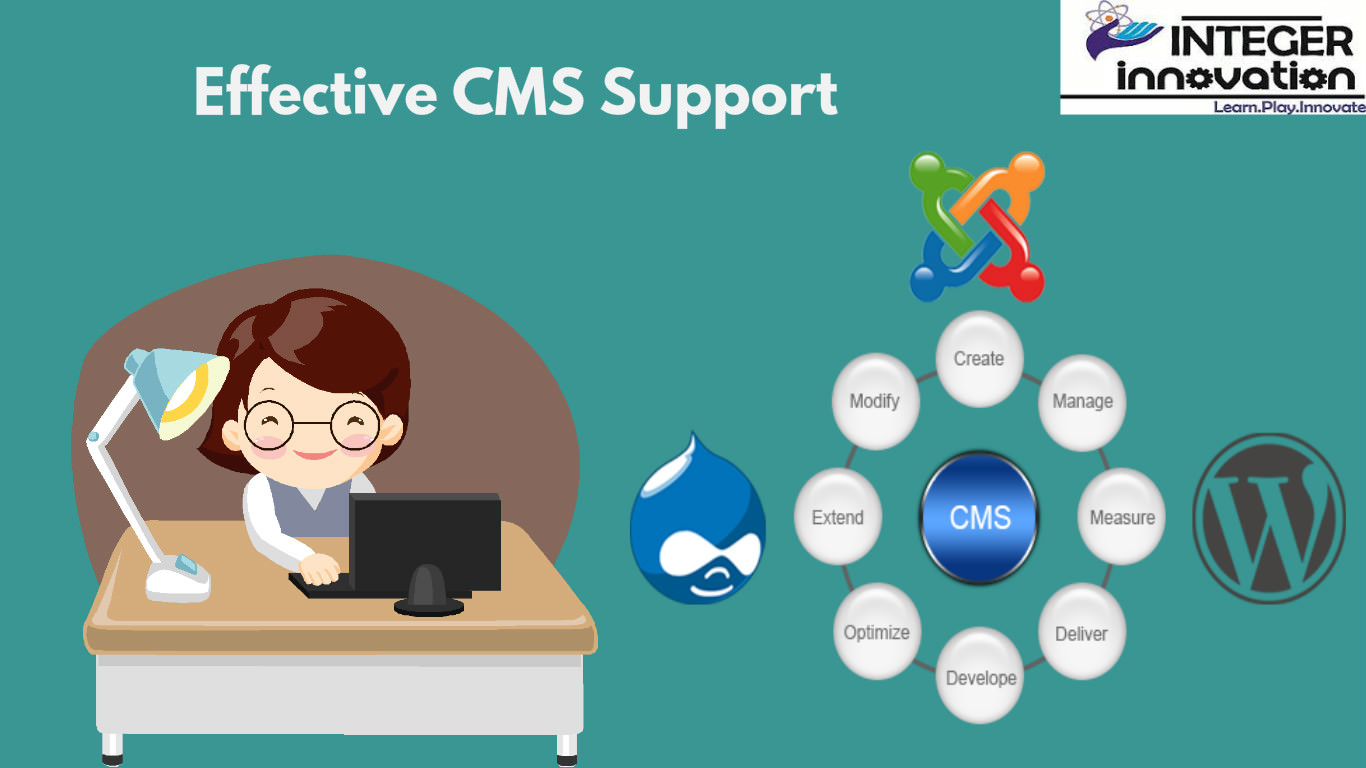 Effective CMS Support
INTEGER
innovation
Learn.Play.Innovate
Create
Manage
Measure
Deliver
Develope
Optimize
Extend
Modify
CMS
W